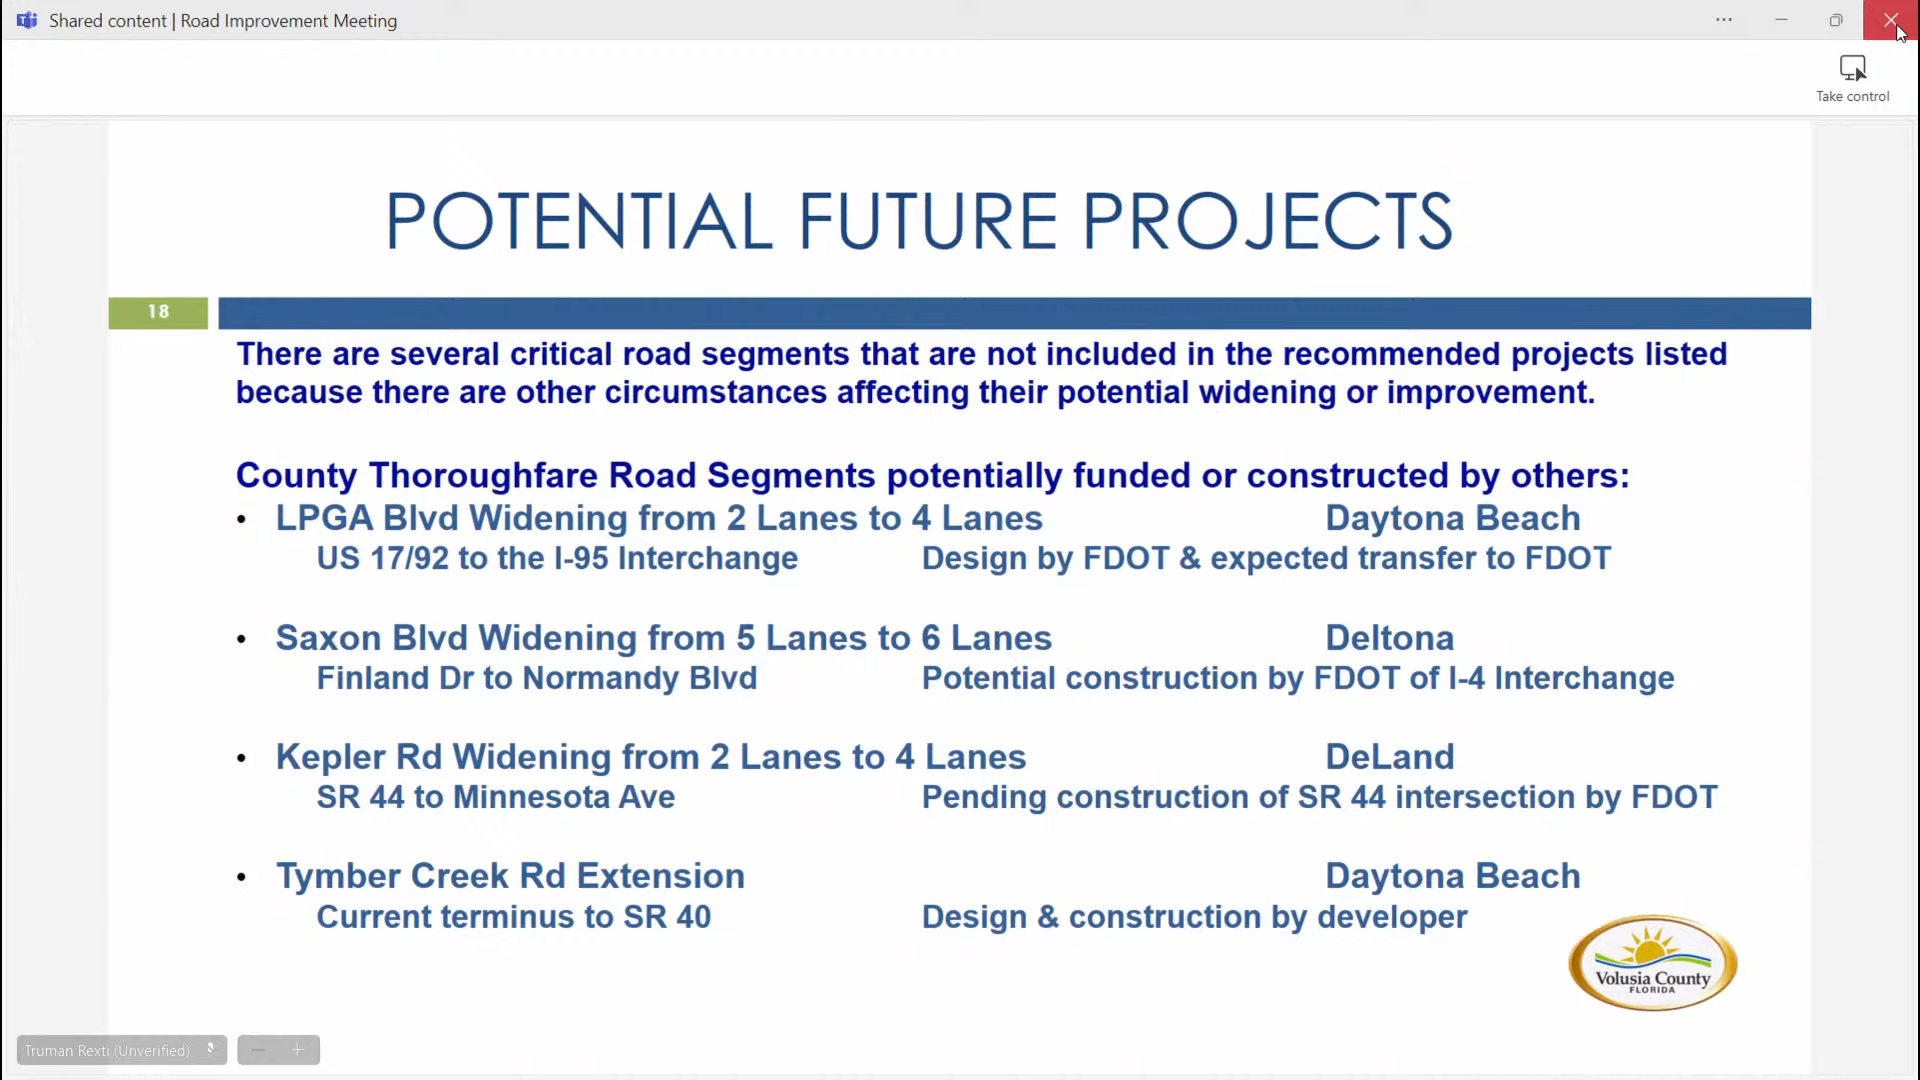 Shared content | Road Improvement Meeting
Take control
POTENTIAL FUTURE PROJECTS
18
There are several critical road segments that are not included in the recommended projects listed
because there are other circumstances affecting their potential widening or improvement.
County Thoroughfare Road Segments potentially funded or constructed by others:
• LPGA Blvd Widening from 2 Lanes to 4 Lanes Daytona Beach
US 17/92 to the I-95 Interchange Design by FDOT & expected transfer to FDOT
• Saxon Blvd Widening from 5 Lanes to 6 Lanes Deltona
Finland Dr to Normandy Blvd Potential construction by FDOT of I-4 Interchange
• Kepler Rd Widening from 2 Lanes to 4 Lanes DeLand
SR 44 to Minnesota Ave Pending construction of SR 44 intersection by FDOT
• Tymber Creek Rd Extension Daytona Beach
Current terminus to SR 40 Design & construction by developer
Volusia County
FLORIDA
Truman Rexti (Unverified)